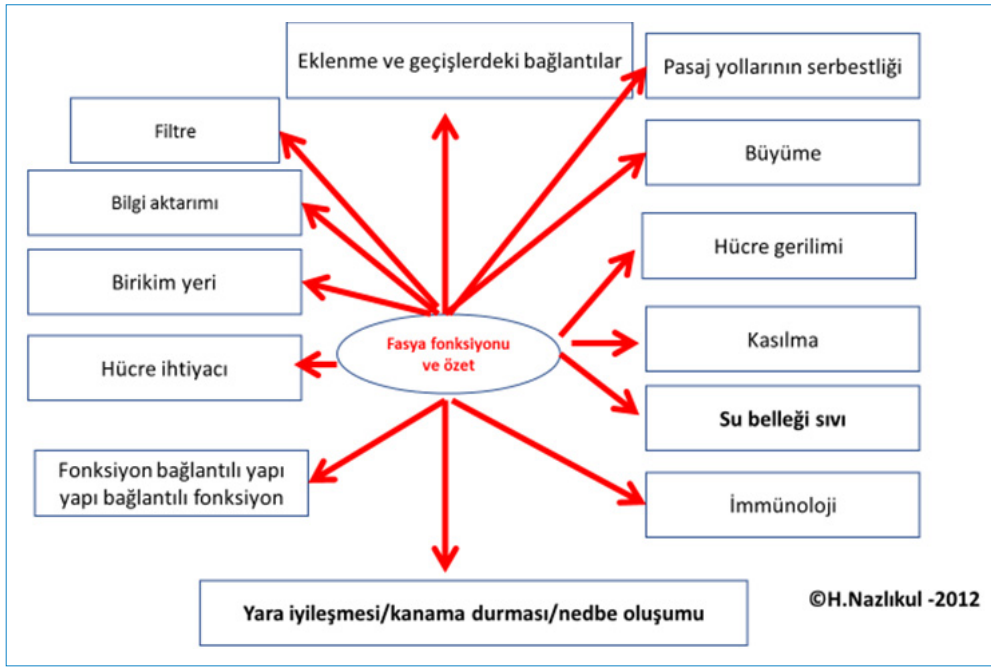 Eklenme ve geçişlerdeki bağlantılar
Pasaj yollarının serbestliği
Filtre
Büyüme
Bilgi aktarımı
Hücre gerilimi
Birikim yeri
Fasya fonksiyonu
ve özet
Kasılma
Hücre ihtiyacı
Su belleği sıvı
Fonksiyon bağlantılı yapı
yapı bağlantılı fonksiyon
İmmünoloji
Yara iyileşmesi/kanama durması/nedbe oluşumu
©H.Nazlıkul -2012